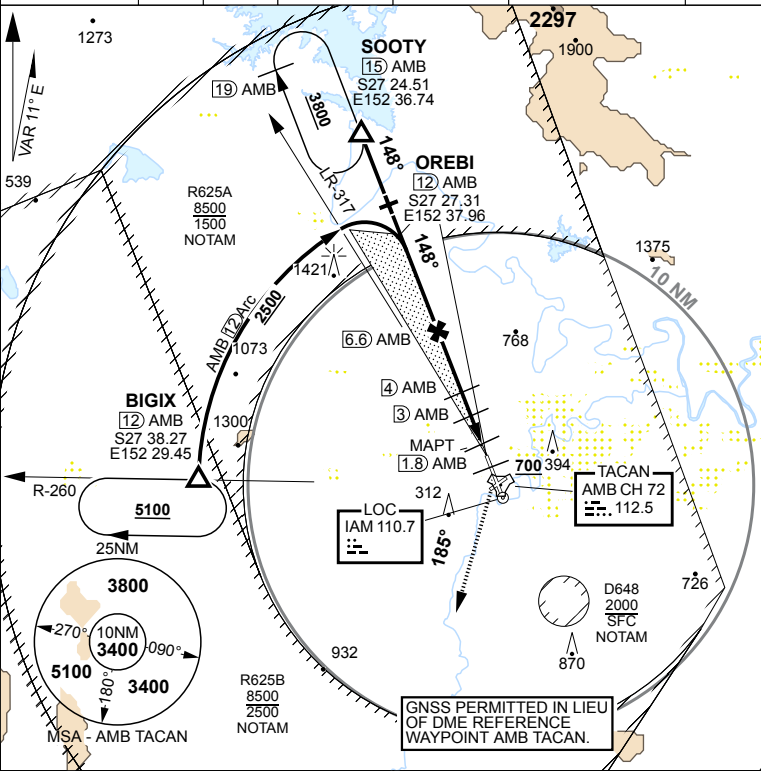 2297
1900
1273
SOOTY
15 AMB
S27 24.51
E152 36.74
19 AMB
3800
VAR 11° E
148°
OREBI
12 AMB
S27 27.31
E152 37.96
539
R625A
8500
1500
NOTAM
LR-317
148°
1375
1421
10 NM
AMB 12 Arc
2500
6.6 AMB
768
1073
4 AMB
BIGIX
12 AMB
S27 38.27
E152 29.45
3 AMB
1300
MAPT
1.8 AMB
700
394
R-260
5100
312
TACAN
AMB CH 72
112.5
LOC
IAM 110.7
185°
25NM
3800
270°
10NM
3400
090°
5100
180°
3400
MSA - AMB TACAN
D648
2000
SFC
NOTAM
726
932
870
R625B
8500
2500
NOTAM
GNSS PERMITTED IN LIEU
OF DME REFERENCE
WAYPOINT AMB TACAN.